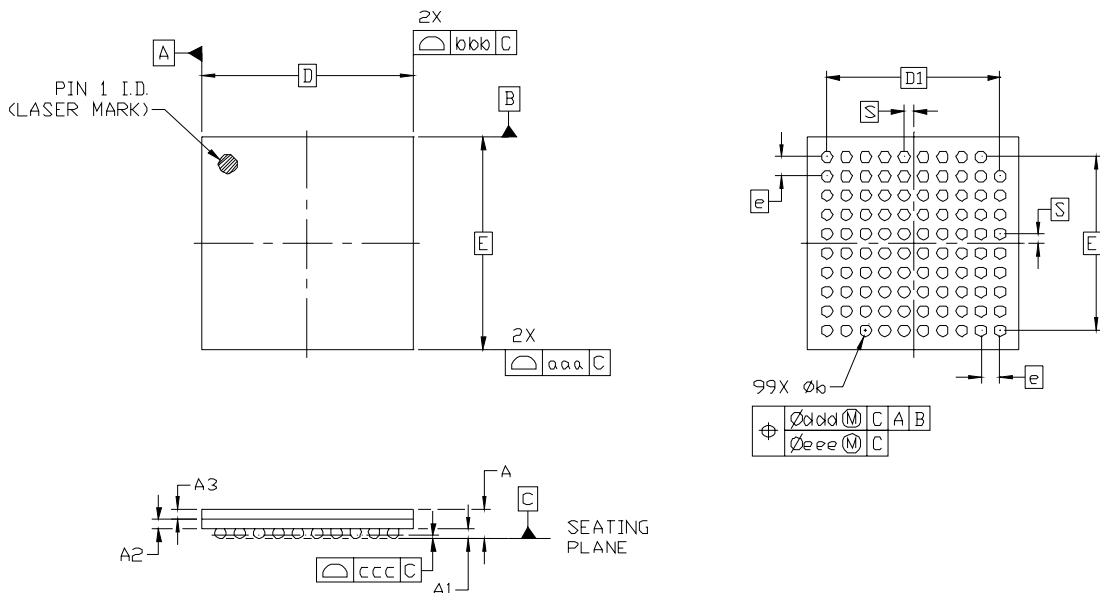 2X
bbb C
A
D
PIN 1 I.D.
(LASER MARK)
B
E
2X
aaa C
D1
S
e
S
E
e
99X Øb
Øddd Ⓜ C A B
Øeee Ⓜ C
A3
A
C
SEATING
PLANE
A2
ccc C
A1